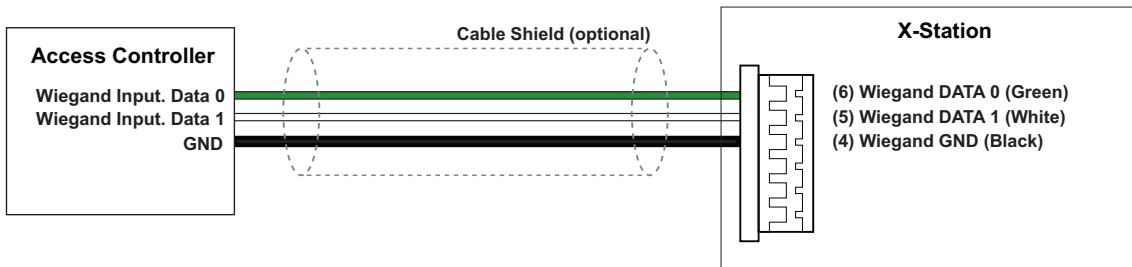 Cable Shield (optional)
X-Station
Access Controller
Wiegand Input. Data 0
(6) Wiegand DATA 0 (Green)
Wiegand Input. Data 1
(5) Wiegand DATA 1 (White)
GND
(4) Wiegand GND (Black)